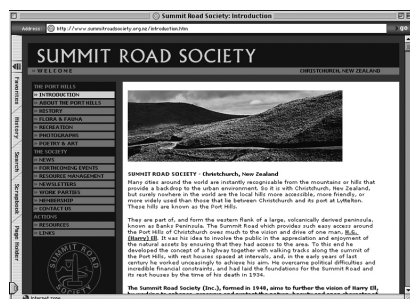 Summit Road Society: Introduction
Address: http://www.summitroadsociety.org.nz/introduction.htm
go
SUMMIT ROAD SOCIETY
» WELCOME
CHRISTCHURCH, NEW ZEALAND
Favorites
History
Search
Scrapbook
Page Holder
THE PORT HILLS
» INTRODUCTION
» ABOUT THE PORT HILLS
» HISTORY
» FLORA & FAUNA
» RECREATION
» PHOTOGRAPHS
» POETRY & ART
THE SOCIETY
» NEWS
» FORTHCOMING EVENTS
» RESOURCE MANAGEMENT
» NEWSLETTERS
» WORK PARTIES
» MEMBERSHIP
» CONTACT US
ACTIONS
» RESOURCES
» LINKS
SUMMIT ROAD SOCIETY - Christchurch, New Zealand
Many cities around the world are instantly recognisable from the mountains or hills that
provide a backdrop to the urban environment. So it is with Christchurch, New Zealand,
but surely nowhere in the world are the local hills more accessible, more friendly, or
more widely used than those that lie between Christchurch and its port at Lyttelton.
These hills are known as the Port Hills.
They are part of, and form the western flank of a large, volcanically derived peninsula,
known as Banks Peninsula. The Summit Road which provides such easy access around
the Port Hills of Christchurch owes much to the vision and drive of one man, H.G.
(Harry) Ell. It was his idea to involve the public in the appreciation and enjoyment of
the natural assets by ensuring that they had access to the area. To this end he
developed the concept of a highway together with walking tracks along the summit of
the Port Hills, with rest houses spaced at intervals, and, in the early years of last
century he worked unceasingly to achieve his aim. He overcame political difficulties and
incredible financial constraints, and had laid the foundations for the Summit Road and
the rest houses by the time of his death in 1934.
The Summit Road Society (Inc.), formed in 1948, aims to further the vision of Harry Ell,
Internet zone